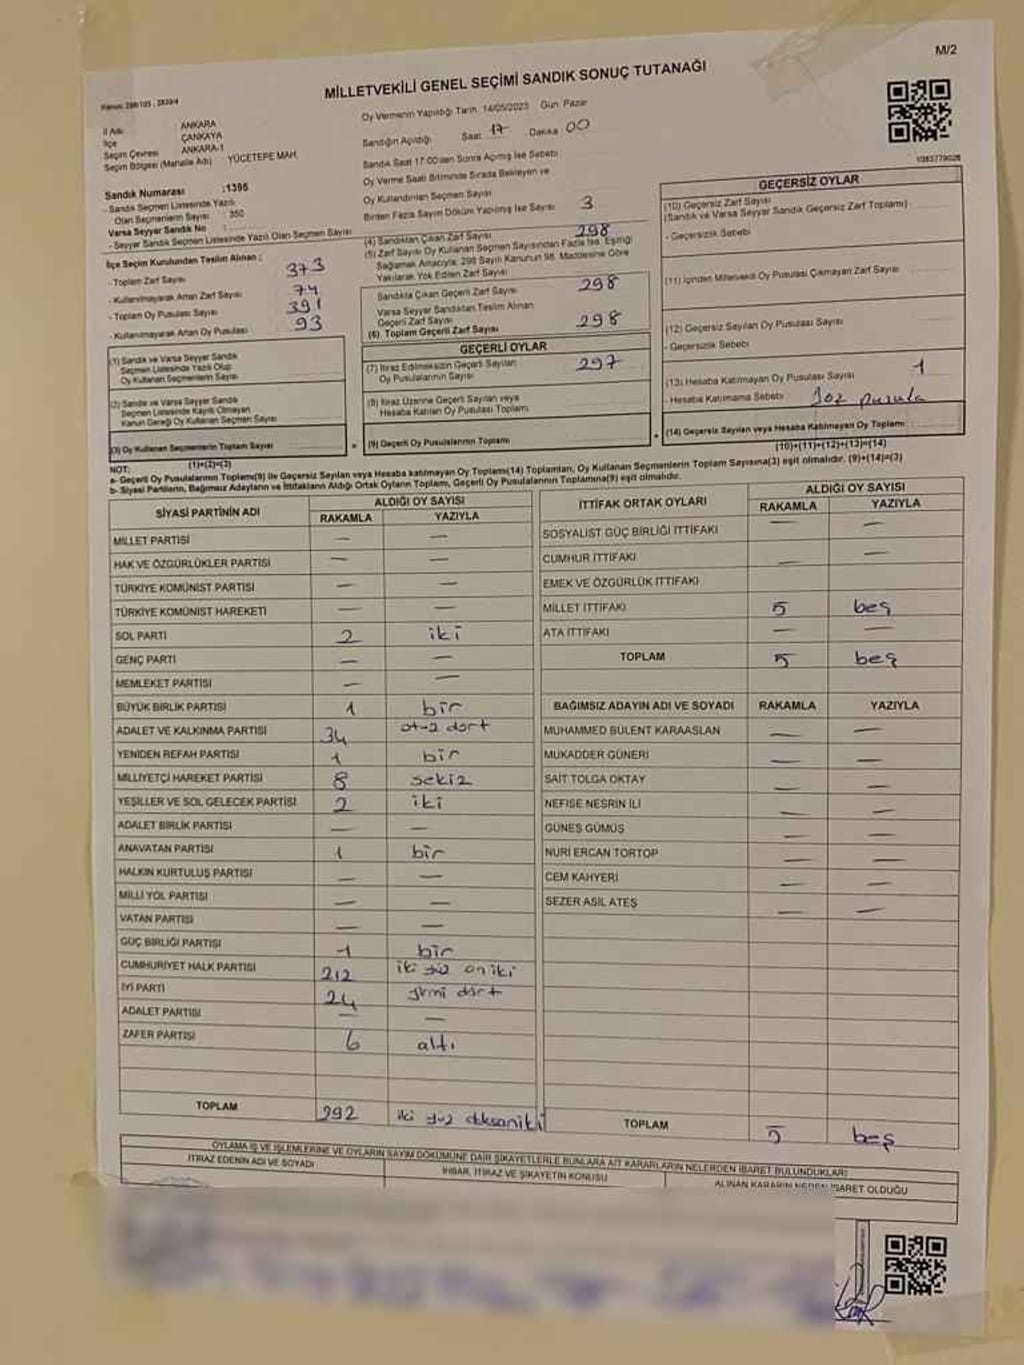 M/2
MİLLETVEKİLİ GENEL SEÇİMİ SANDIK SONUÇ TUTANAĞI
İl Adı ANKARA
İlçe ÇANKAYA
Seçim Çevresi ANKARA-1
Seçim Bölgesi (Mahalle Adı) YÜCETEPE MAH.
Oy Vermenin Yapıldığı Tarih: 14/05/2023 Gün: Pazar
Sandığın Açıldığı Saat 17 Dakika 00
Sandık Saat 17:00'den Sonra Açılmış İse Sebebi
Oy Verme Saati Bitiminde Sırada Bekleyen ve
Oy Kullandırılan Seçmen Sayısı
Birden Fazla Sayım Döküm Yapılmış İse Sayısı 3
1083779028
Sandık Numarası :1395
- Sandık Seçmen Listesinde Yazılı
Olan Seçmenlerin Sayısı : 350
Varsa Seyyar Sandık No :
- Seyyar Sandık Seçmen Listesinde Yazılı Olan Seçmen Sayısı
İlçe Seçim Kurulundan Teslim Alınan :
- Toplam Zarf Sayısı 373
- Kullanılmayarak Artan Zarf Sayısı 74
- Toplam Oy Pusulası Sayısı 391
- Kullanılmayarak Artan Oy Pusulası 93
(4) Sandıktan Çıkan Zarf Sayısı 298
(5) Zarf Sayısı Oy Kullanan Seçmen Sayısından Fazla İse, Eşitliği
Sağlamak Amacıyla; 298 Sayılı Kanunun 98. Maddesine Göre
Yakılarak Yok Edilen Zarf Sayısı
Sandıkta Çıkan Geçerli Zarf Sayısı 298
Varsa Seyyar Sandıktan Teslim Alınan
Geçerli Zarf Sayısı
(6) Toplam Geçerli Zarf Sayısı 298
GEÇERSİZ OYLAR
(10) Geçersiz Zarf Sayısı
(Sandık ve Varsa Seyyar Sandık Geçersiz Zarf Toplamı)
- Geçersizlik Sebebi
(11) İçinden Milletvekili Oy Pusulası Çıkmayan Zarf Sayısı
(12) Geçersiz Sayılan Oy Pusulası Sayısı
- Geçersizlik Sebebi
(13) Hesaba Katılmayan Oy Pusulası Sayısı 1
- Hesaba Katılmama Sebebi pusula
(14) Geçersiz Sayılan veya Hesaba Katılmayan Oy Toplamı
(10)+(11)+(12)+(13)=(14)
(1) Sandık ve Varsa Seyyar Sandık
Seçmen Listesinde Yazılı Olup
Oy Kullanan Seçmenlerin Sayısı
(2) Sandık ve Varsa Seyyar Sandık
Seçmen Listesinde Kayıtlı Olmayan
Kanun Gereği Oy Kullanan Seçmen Sayısı
(3) Oy Kullanan Seçmenlerin Toplam Sayısı
(1)+(2)=(3)
GEÇERLİ OYLAR
(7) İtiraz Edilmeksizin Geçerli Sayılan
Oy Pusulalarının Sayısı 297
(8) İtiraz Üzerine Geçerli Sayılan veya
Hesaba Katılan Oy Pusulası Toplamı
(9) Geçerli Oy Pusulalarının Toplamı
NOT:
a- Geçerli Oy Pusulalarının Toplamı(9) ile Geçersiz Sayılan veya Hesaba katılmayan Oy Toplamı(14) Toplamları, Oy Kullanan Seçmenlerin Toplam Sayısına(3) eşit olmalıdır. (9)+(14)=(3)
b- Siyasi Partilerin, Bağımsız Adayların ve İttifakların Aldığı Ortak Oyların Toplamı, Geçerli Oy Pusulalarının Toplamına(9) eşit olmalıdır.
SİYASİ PARTİNİN ADI ALDIĞI OY SAYISI
RAKAMLA YAZIYLA
MİLLET PARTİSİ — —
HAK VE ÖZGÜRLÜKLER PARTİSİ — —
TÜRKİYE KOMÜNİST PARTİSİ — —
TÜRKİYE KOMÜNİST HAREKETİ — —
SOL PARTİ 2 iki
GENÇ PARTİ — —
MEMLEKET PARTİSİ — —
BÜYÜK BİRLİK PARTİSİ 1 bir
ADALET VE KALKINMA PARTİSİ 34 otuz dört
YENİDEN REFAH PARTİSİ 1 bir
MİLLİYETÇİ HAREKET PARTİSİ 8 sekiz
YEŞİLLER VE SOL GELECEK PARTİSİ 2 iki
ADALET BİRLİK PARTİSİ — —
ANAVATAN PARTİSİ 1 bir
HALKIN KURTULUŞ PARTİSİ — —
MİLLİ YOL PARTİSİ — —
VATAN PARTİSİ — —
GÜÇ BİRLİĞİ PARTİSİ 1 bir
CUMHURİYET HALK PARTİSİ 212 iki yüz on iki
İYİ PARTİ 24 yirmi dört
ADALET PARTİSİ — —
ZAFER PARTİSİ 6 altı
TOPLAM 292 iki yüz doksan iki
İTTİFAK ORTAK OYLARI ALDIĞI OY SAYISI
RAKAMLA YAZIYLA
SOSYALİST GÜÇ BİRLİĞİ İTTİFAKI — —
CUMHUR İTTİFAKI — —
EMEK VE ÖZGÜRLÜK İTTİFAKI
MİLLET İTTİFAKI 5 beş
ATA İTTİFAKI — —
TOPLAM 5 beş
BAĞIMSIZ ADAYIN ADI VE SOYADI RAKAMLA YAZIYLA
MUHAMMED BÜLENT KARAASLAN — —
MUKADDER GÜNERİ — —
SAİT TOLGA OKTAY — —
NEFİSE NESRİN İLİ — —
GÜNEŞ GÜMÜŞ — —
NURİ ERCAN TORTOP — —
CEM KAHYERİ — —
SEZER ASIL ATEŞ — —
TOPLAM 5 beş
OYLAMA İŞ VE İŞLEMLERİNE VE OYLARIN SAYIM DÖKÜMÜNE DAİR ŞİKAYETLERLE BUNLARA AİT KARARLARIN NELERDEN İBARET BULUNDUKLARI
İTİRAZ EDENİN ADI VE SOYADI İHBAR, İTİRAZ VE ŞİKAYETİN KONUSU ALINAN KARARIN NEDEN İBARET OLDUĞU